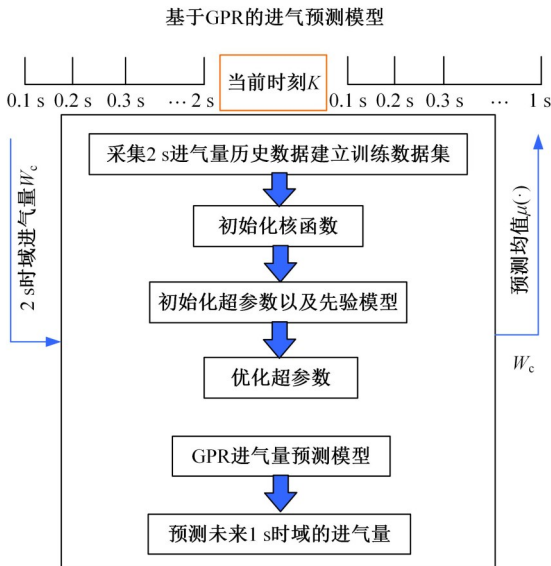 基于GPR的进气预测模型
当前时刻K
0.1 s 0.2 s 0.3 s … 2 s 0.1 s 0.2 s 0.3 s … 1 s
采集2 s进气量历史数据建立训练数据集
初始化核函数
初始化超参数以及先验模型
优化超参数
GPR进气量预测模型
预测未来1 s时域的进气量
2 s时域进气量Wc
预测均值μ(·)
Wc